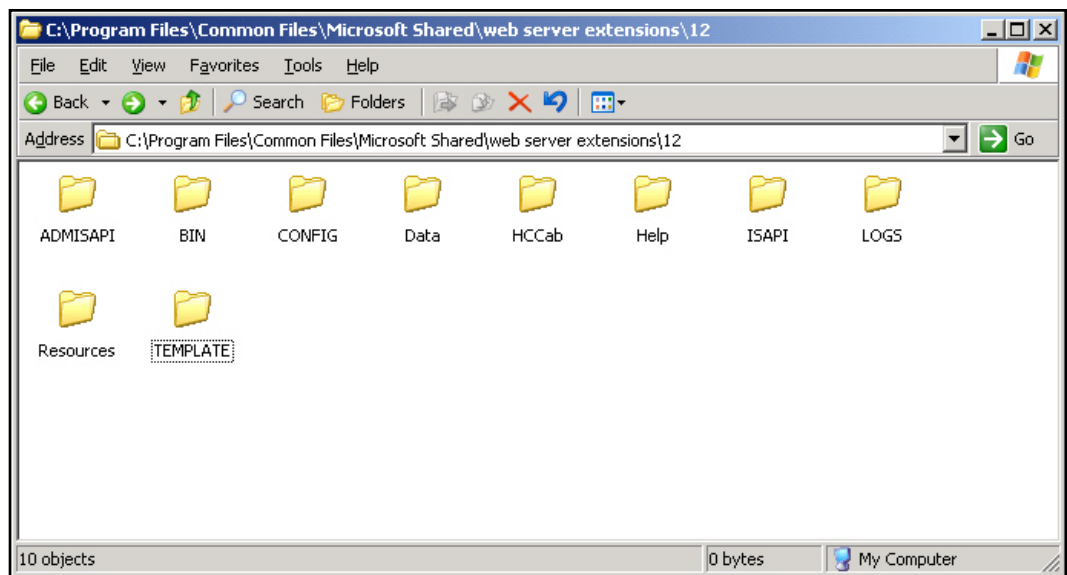 C:\Program Files\Common Files\Microsoft Shared\web server extensions\12
File Edit View Favorites Tools Help
Back Search Folders
Address C:\Program Files\Common Files\Microsoft Shared\web server extensions\12 Go
ADMISAPI BIN CONFIG Data HCCab Help ISAPI LOGS
Resources TEMPLATE
10 objects 0 bytes My Computer